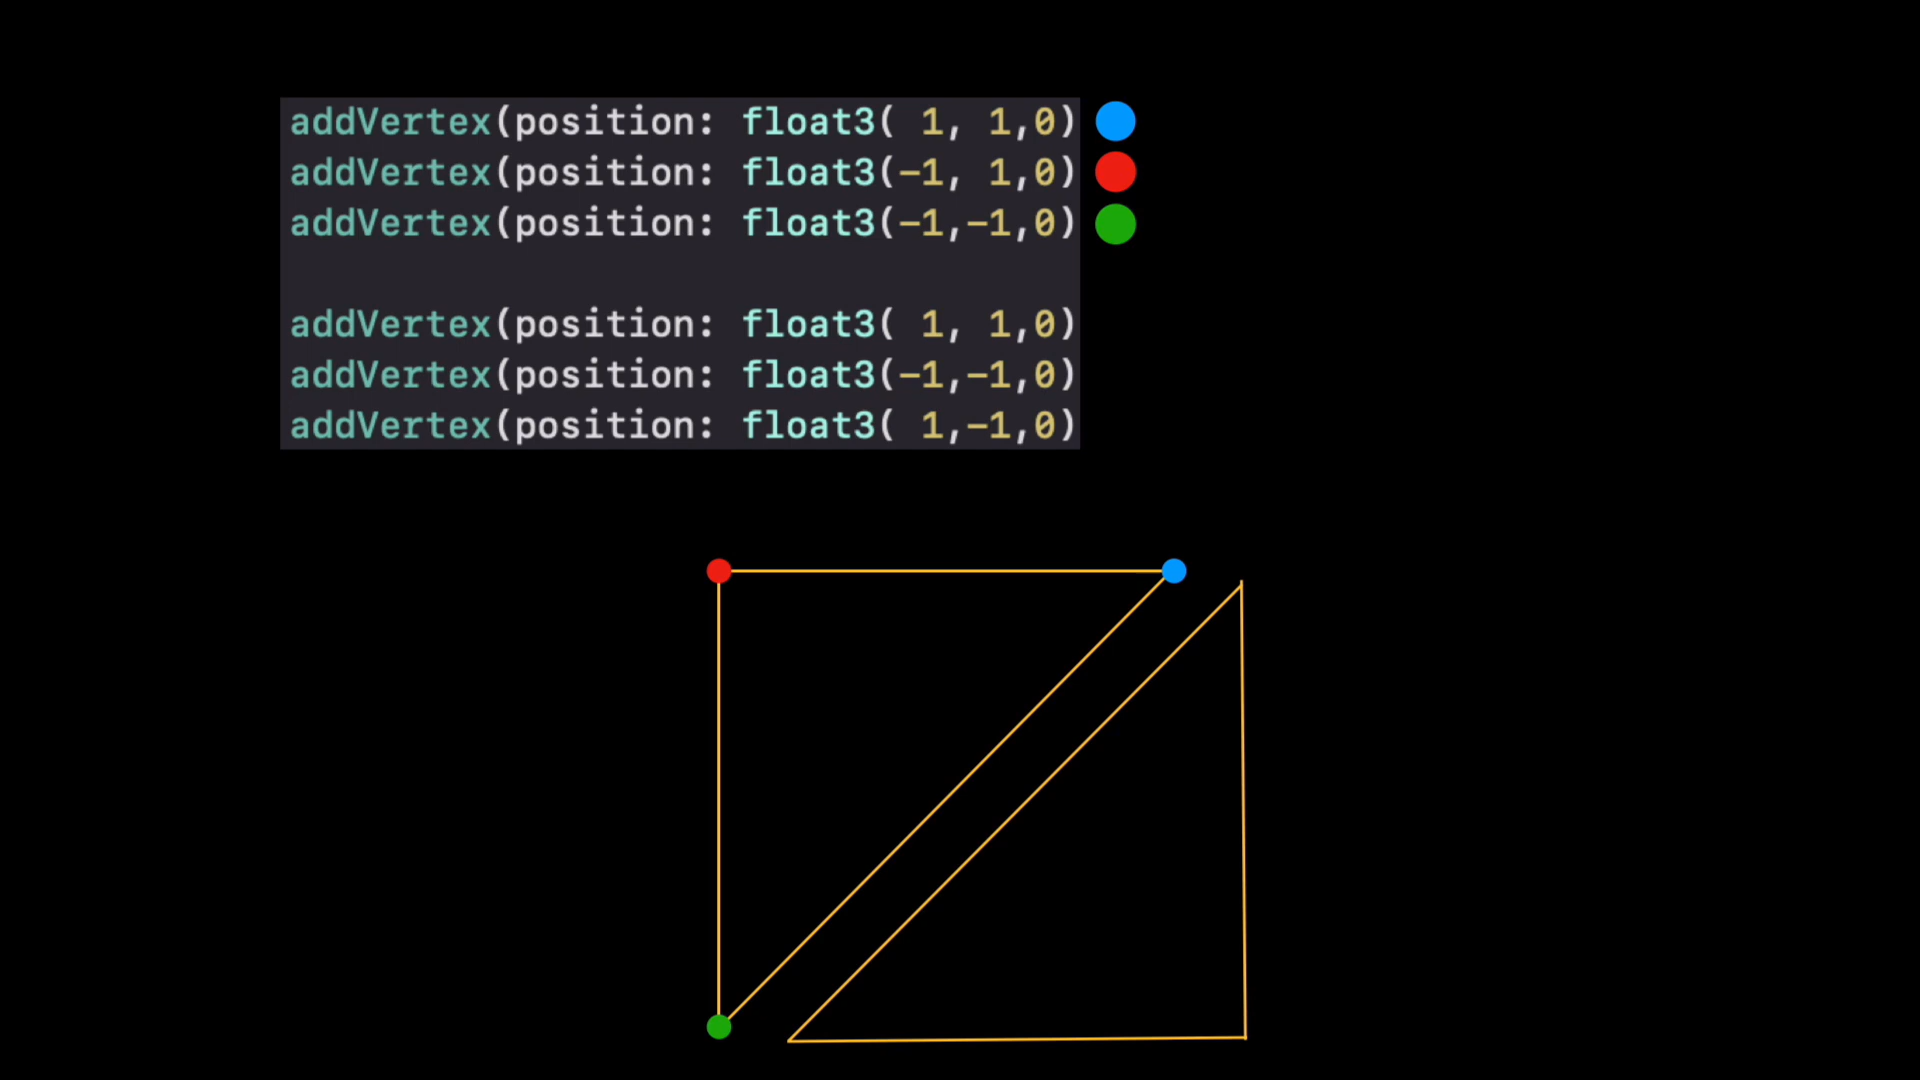 addVertex(position: float3( 1, 1,0)
addVertex(position: float3(-1, 1,0)
addVertex(position: float3(-1,-1,0)
addVertex(position: float3( 1, 1,0)
addVertex(position: float3(-1,-1,0)
addVertex(position: float3( 1,-1,0)